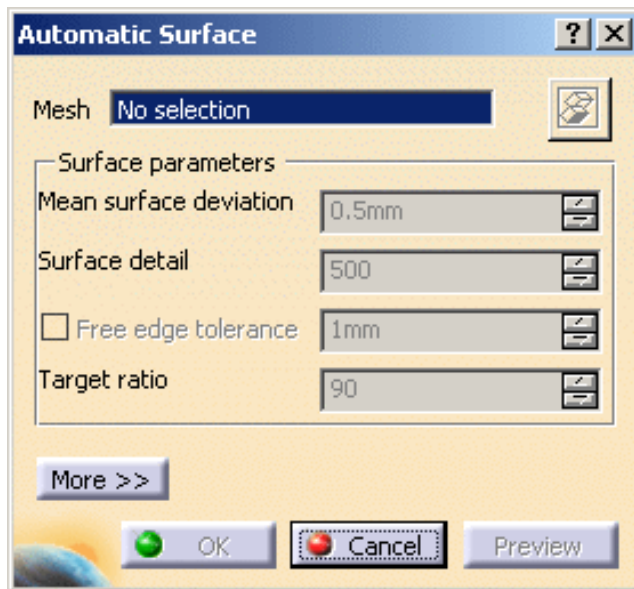 Automatic Surface
Mesh No selection
Surface parameters
Mean surface deviation 0.5mm
Surface detail 500
Free edge tolerance 1mm
Target ratio 90
More >>
OK Cancel Preview